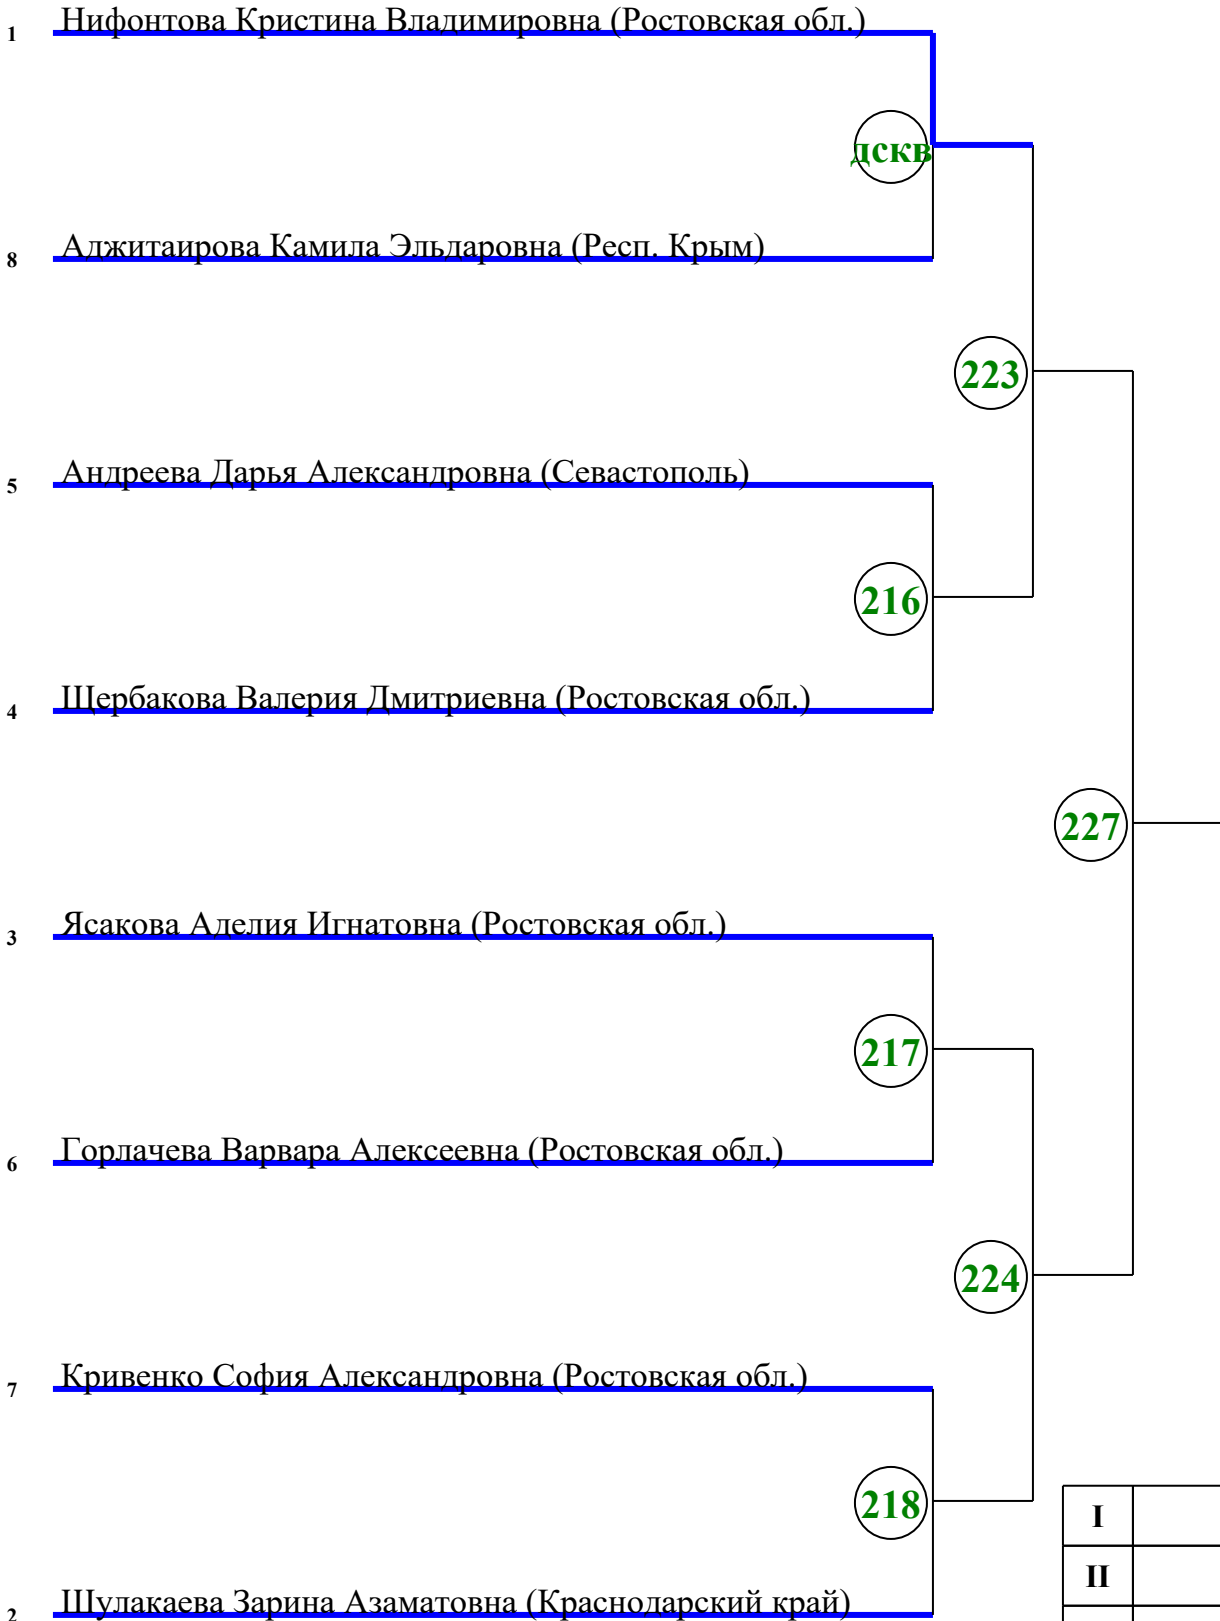 1 Нифонтова Кристина Владимировна (Ростовская обл.)
дскв
8 Аджитаирова Камила Эльдаровна (Респ. Крым)
223
5 Андреева Дарья Александровна (Севастополь)
216
4 Щербакова Валерия Дмитриевна (Ростовская обл.)
227
3 Ясакова Аделия Игнатовна (Ростовская обл.)
217
6 Горлачева Варвара Алексеевна (Ростовская обл.)
224
7 Кривенко София Александровна (Ростовская обл.)
218
I
II
2 Шулакаева Зарина Азаматовна (Краснодарский край)